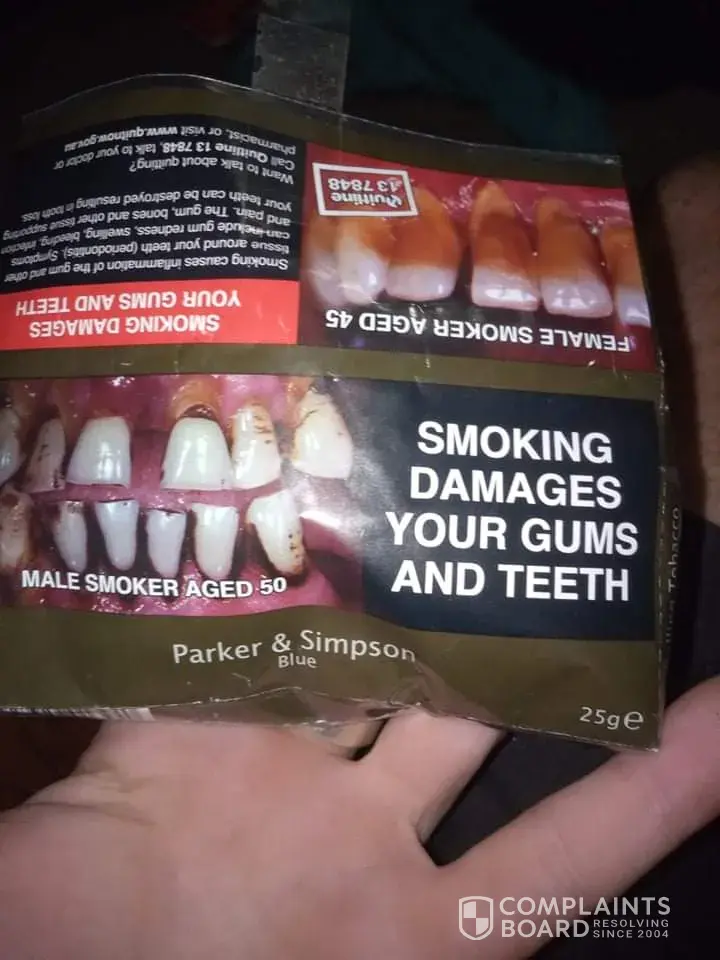 SMOKING DAMAGES
YOUR GUMS AND TEETH
Smoking causes inflammation of the gum and other
tissue around your teeth (periodontitis). Symptoms
can include gum redness, swelling, bleeding, infection
and pain. The gum, bones and other tissue supporting
your teeth can be destroyed resulting in tooth loss.
Want to talk about quitting?
Call Quitline 13 7848, talk to your doctor or
pharmacist, or visit www.quitnow.gov.au
FEMALE SMOKER AGED 45
Quitline
13 7848
MALE SMOKER AGED 50
SMOKING
DAMAGES
YOUR GUMS
AND TEETH
Parker & Simpson
Blue
25g e
Tobacco
COMPLAINTS
BOARD
RESOLVING
SINCE 2004